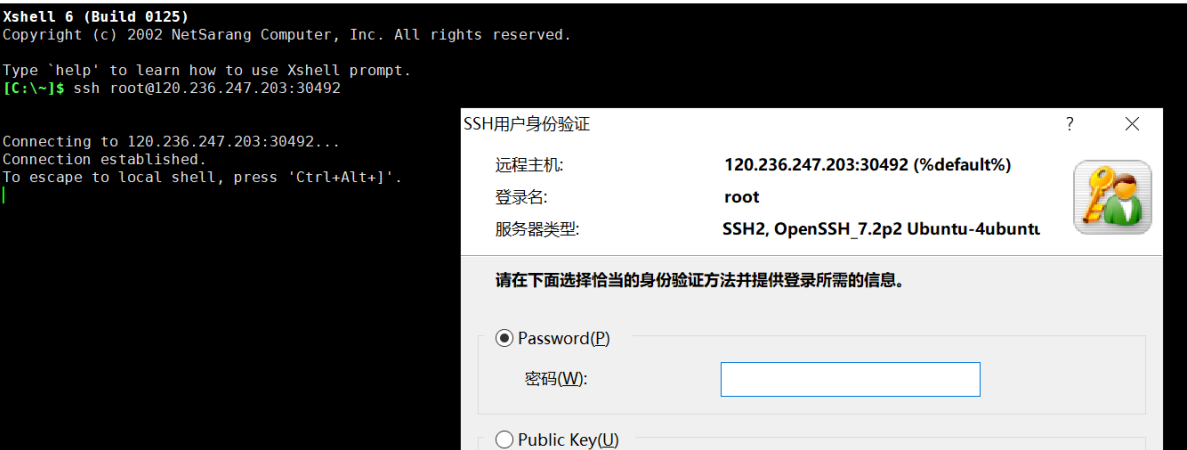 Xshell 6 (Build 0125)
Copyright (c) 2002 NetSarang Computer, Inc. All rights reserved.
Type `help' to learn how to use Xshell prompt.
[C:\~]$ ssh root@120.236.247.203:30492
Connecting to 120.236.247.203:30492...
Connection established.
To escape to local shell, press 'Ctrl+Alt+]'.
SSH用户身份验证
?
远程主机: 120.236.247.203:30492 (%default%)
登录名: root
服务器类型: SSH2, OpenSSH_7.2p2 Ubuntu-4ubuntu
请在下面选择恰当的身份验证方法并提供登录所需的信息。
Password(P)
密码(W):
Public Key(U)